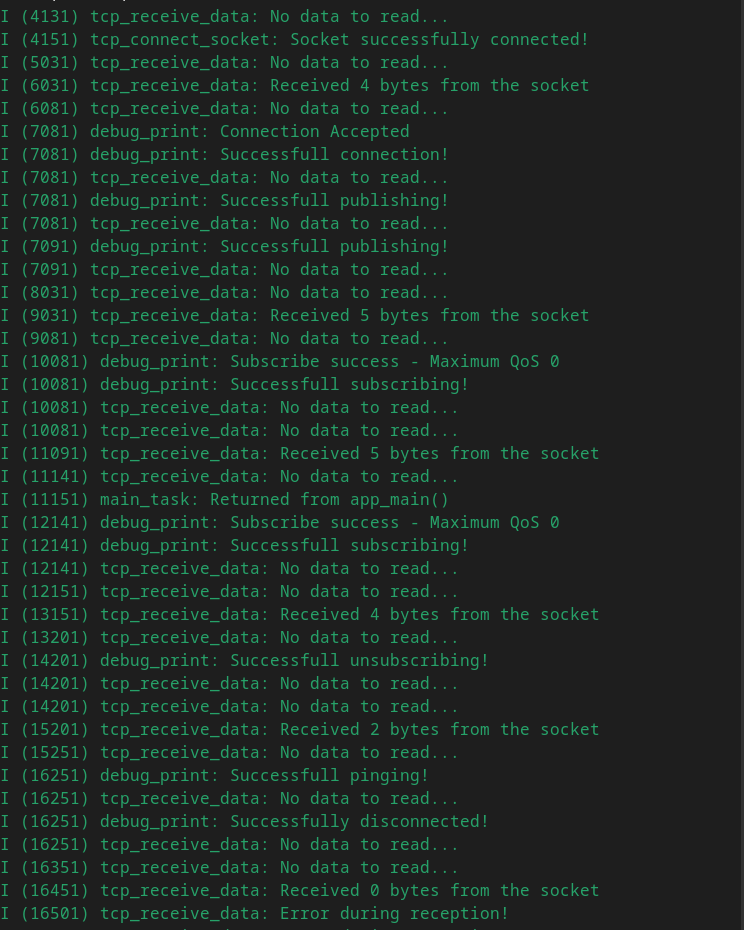 I (4131) tcp_receive_data: No data to read...
I (4151) tcp_connect_socket: Socket successfully connected!
I (5031) tcp_receive_data: No data to read...
I (6031) tcp_receive_data: Received 4 bytes from the socket
I (6081) tcp_receive_data: No data to read...
I (7081) debug_print: Connection Accepted
I (7081) debug_print: Successfull connection!
I (7081) tcp_receive_data: No data to read...
I (7081) debug_print: Successfull publishing!
I (7081) tcp_receive_data: No data to read...
I (7091) debug_print: Successfull publishing!
I (7091) tcp_receive_data: No data to read...
I (8031) tcp_receive_data: No data to read...
I (9031) tcp_receive_data: Received 5 bytes from the socket
I (9081) tcp_receive_data: No data to read...
I (10081) debug_print: Subscribe success - Maximum QoS 0
I (10081) debug_print: Successfull subscribing!
I (10081) tcp_receive_data: No data to read...
I (10081) tcp_receive_data: No data to read...
I (11091) tcp_receive_data: Received 5 bytes from the socket
I (11141) tcp_receive_data: No data to read...
I (11151) main_task: Returned from app_main()
I (12141) debug_print: Subscribe success - Maximum QoS 0
I (12141) debug_print: Successfull subscribing!
I (12141) tcp_receive_data: No data to read...
I (12151) tcp_receive_data: No data to read...
I (13151) tcp_receive_data: Received 4 bytes from the socket
I (13201) tcp_receive_data: No data to read...
I (14201) debug_print: Successfull unsubscribing!
I (14201) tcp_receive_data: No data to read...
I (14201) tcp_receive_data: No data to read...
I (15201) tcp_receive_data: Received 2 bytes from the socket
I (15251) tcp_receive_data: No data to read...
I (16251) debug_print: Successfull pinging!
I (16251) tcp_receive_data: No data to read...
I (16251) debug_print: Successfully disconnected!
I (16251) tcp_receive_data: No data to read...
I (16351) tcp_receive_data: No data to read...
I (16451) tcp_receive_data: Received 0 bytes from the socket
I (16501) tcp_receive_data: Error during reception!